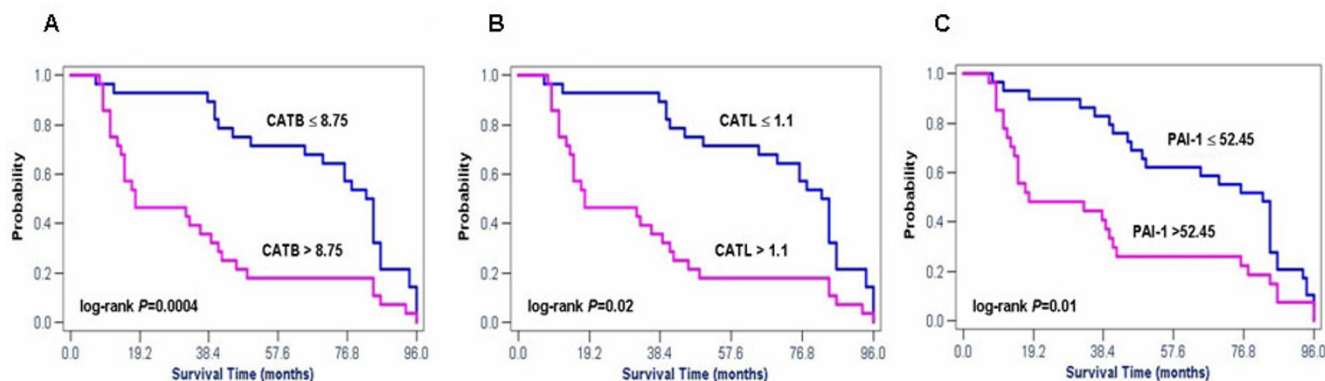 A
1.0
0.8
0.6
0.4
0.2
0.0
Probability
CATB ≤ 8.75
CATB > 8.75
log-rank P=0.0004
0.0 19.2 38.4 57.6 76.8 96.0
Survival Time (months)
B
1.0
0.8
0.6
0.4
0.2
0.0
Probability
CATL ≤ 1.1
CATL > 1.1
log-rank P=0.02
0.0 19.2 38.4 57.6 76.8 96.0
Survival Time (months)
C
1.0
0.8
0.6
0.4
0.2
0.0
Probability
PAI-1 ≤ 52.45
PAI-1 >52.45
log-rank P=0.01
0.0 19.2 38.4 57.6 76.8 96.0
Survival Time (months)